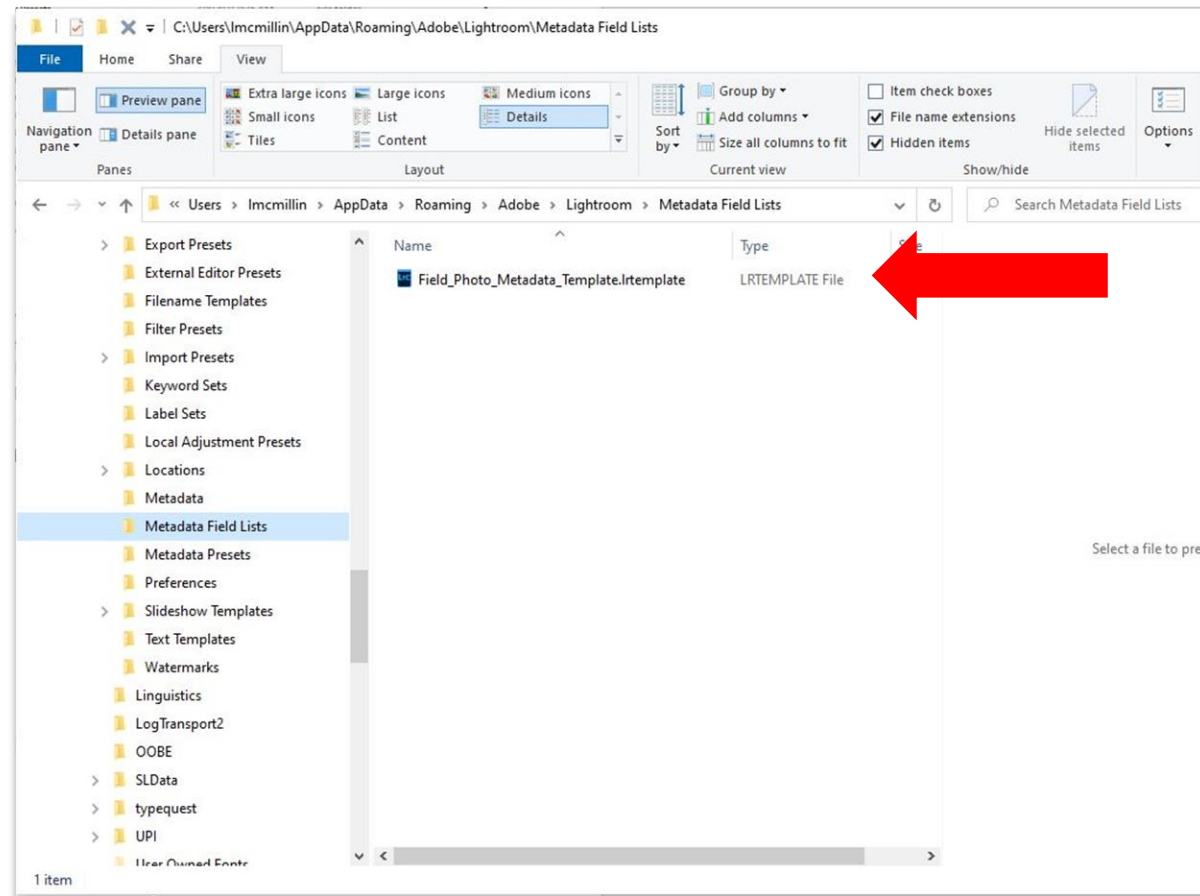 C:\Users\lmcmillin\AppData\Roaming\Adobe\Lightroom\Metadata Field Lists
File Home Share View
Navigation pane
Preview pane
Details pane
Panes
Extra large icons Large icons Medium icons
Small icons List Details
Tiles Content
Layout
Sort by
Group by
Add columns
Size all columns to fit
Current view
Item check boxes
File name extensions
Hidden items
Hide selected items
Show/hide
Options
« Users > lmcmillin > AppData > Roaming > Adobe > Lightroom > Metadata Field Lists
Search Metadata Field Lists
Export Presets
External Editor Presets
Filename Templates
Filter Presets
Import Presets
Keyword Sets
Label Sets
Local Adjustment Presets
Locations
Metadata
Metadata Field Lists
Metadata Presets
Preferences
Slideshow Templates
Text Templates
Watermarks
Linguistics
LogTransport2
OOBE
SLData
typequest
UPI
User Owned Fonts
Name Type
Field_Photo_Metadata_Template.lrtemplate LRTEMPLATE File
Select a file to pre
1 item